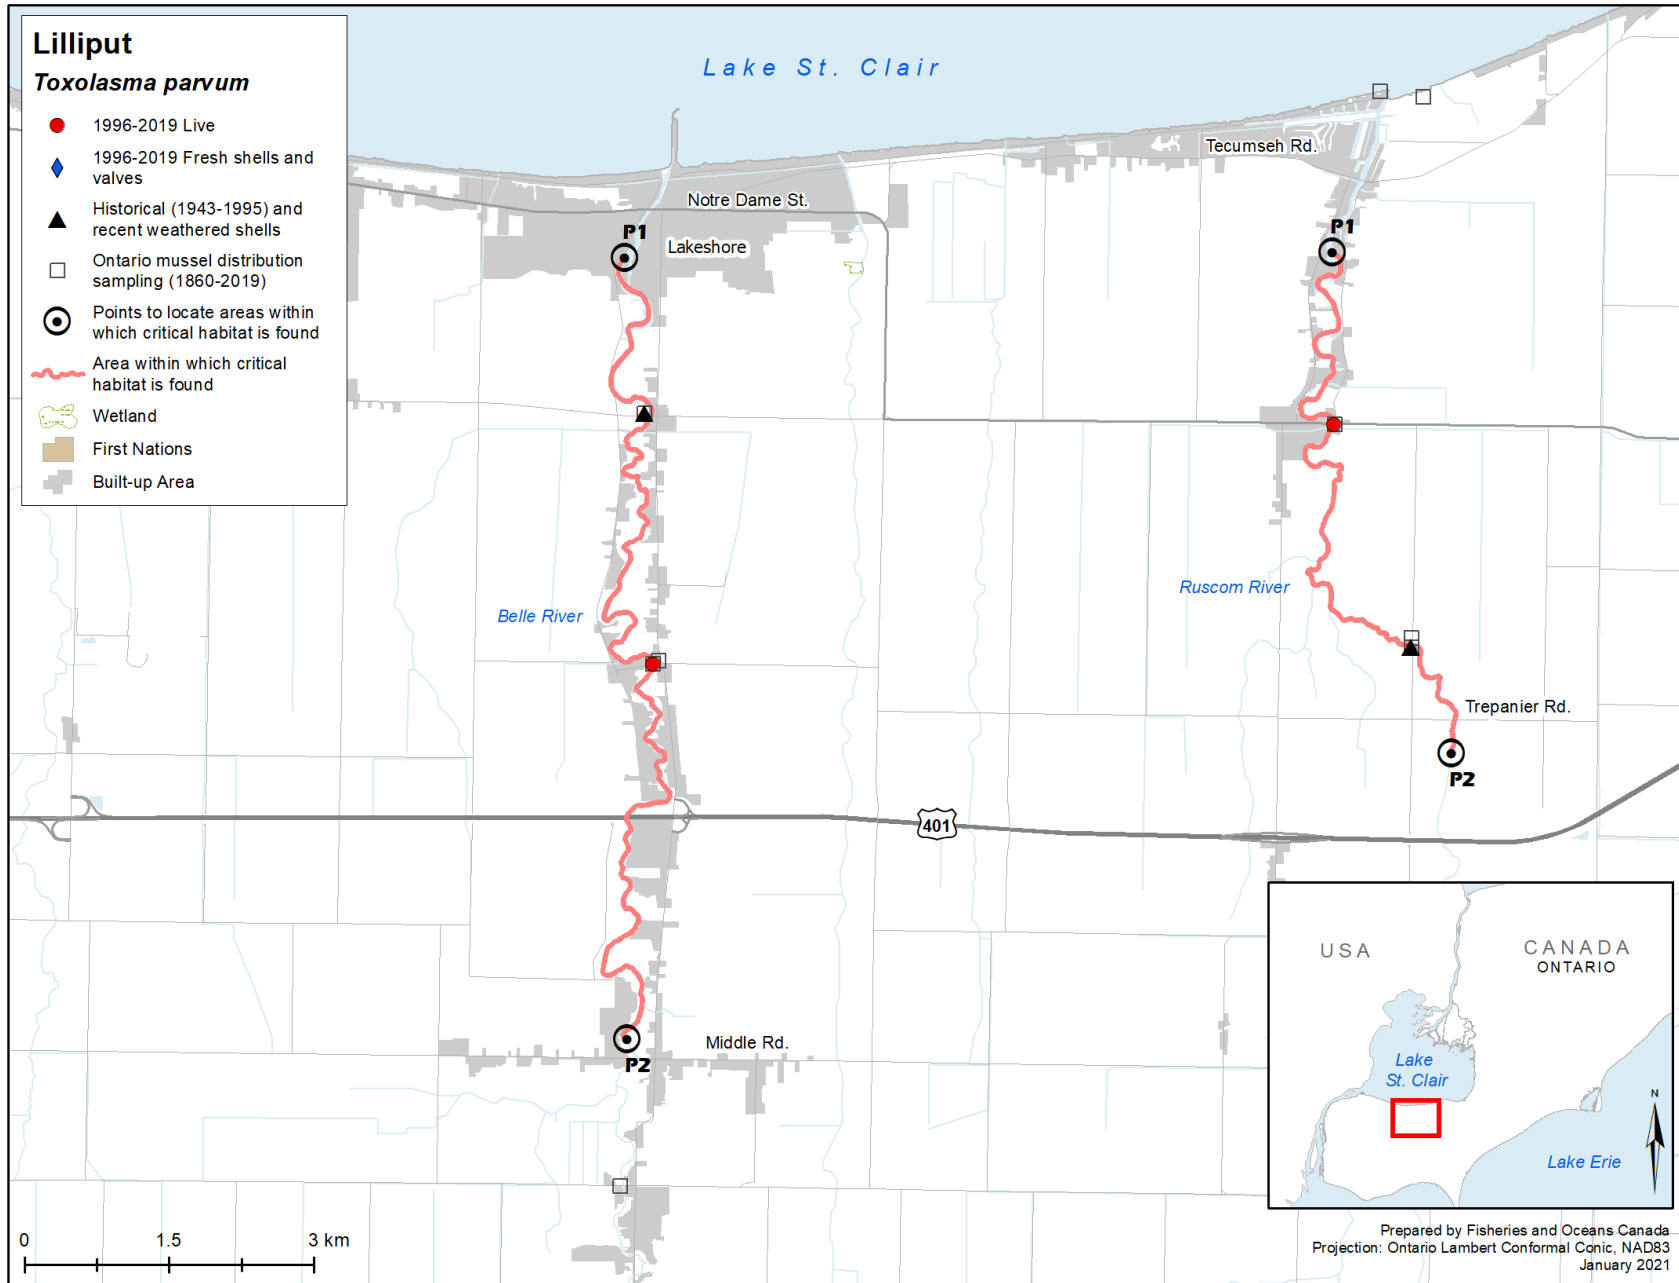 Lilliput
Toxolasma parvum
1996-2019 Live
1996-2019 Fresh shells and
valves
Historical (1943-1995) and
recent weathered shells
Ontario mussel distribution
sampling (1860-2019)
Points to locate areas within
which critical habitat is found
Area within which critical
habitat is found
Wetland
First Nations
Built-up Area
Lake St. Clair
Tecumseh Rd.
Notre Dame St.
P1
Lakeshore
P1
Belle River
Ruscom River
Trepanier Rd.
P2
401
Middle Rd.
P2
USA
CANADA
ONTARIO
Lake
St. Clair
Lake Erie
N
0 1.5 3 km
Prepared by Fisheries and Oceans Canada
Projection: Ontario Lambert Conformal Conic, NAD83
January 2021